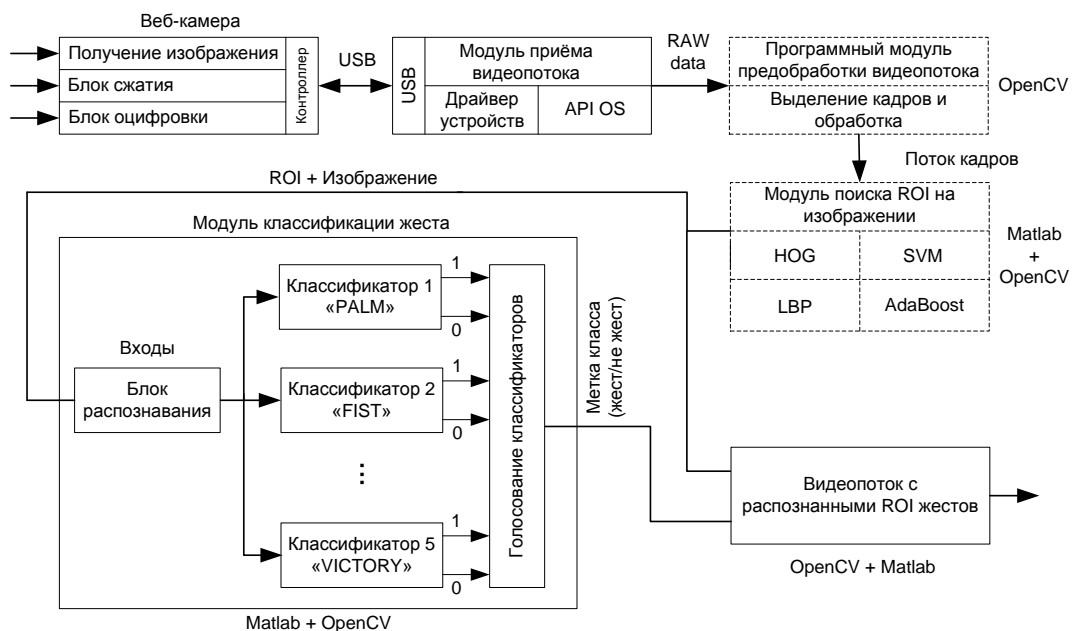 Веб-камера
Получение изображения
Блок сжатия
Блок оцифровки
Контроллер
USB
USB
Модуль приёма
видеопотока
Драйвер
устройств
API OS
RAW
data
Программный модуль
предобработки видеопотока
Выделение кадров и
обработка
OpenCV
Поток кадров
ROI + Изображение
Модуль поиска ROI на
изображении
HOG
SVM
LBP
AdaBoost
Matlab
+
OpenCV
Модуль классификации жеста
Входы
Блок
распознавания
Классификатор 1
«PALM»
1
0
Классификатор 2
«FIST»
1
0
...
Классификатор 5
«VICTORY»
1
0
Голосование классификаторов
Метка класса
(жест/не жест)
Видеопоток с
распознанными ROI жестов
OpenCV + Matlab
Matlab + OpenCV